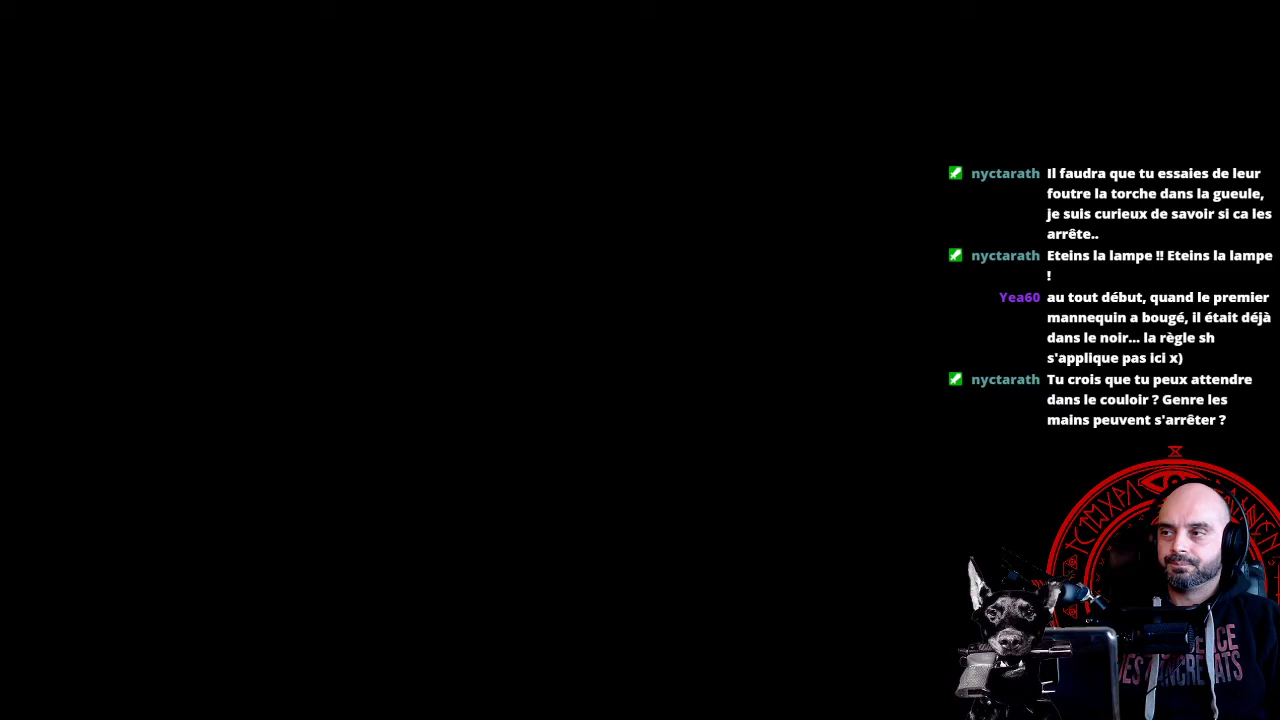 nyctarath Il faudra que tu essaies de leur
foutre la torche dans la gueule,
je suis curieux de savoir si ca les
arrête..
nyctarath Eteins la lampe !! Eteins la lampe
!
Yea60 au tout début, quand le premier
mannequin a bougé, il était déjà
dans le noir... la règle sh
s'applique pas ici x)
nyctarath Tu crois que tu peux attendre
dans le couloir ? Genre les
mains peuvent s'arrêter ?